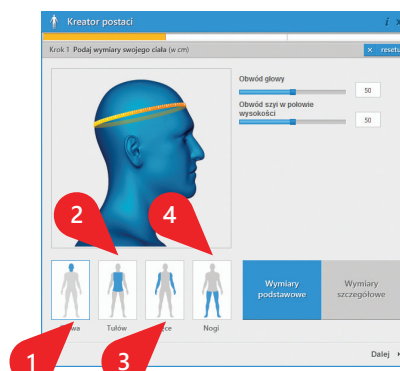 Kreator postaci
i
Krok 1 Podaj wymiary swojego ciała (w cm)
x
Obwód głowy
50
Obwód szyi w połowie
wysokości
50
2
4
Wymiary
podstawowe
Wymiary
szczegółowe
Tułów
Nogi
1
3
Dalej